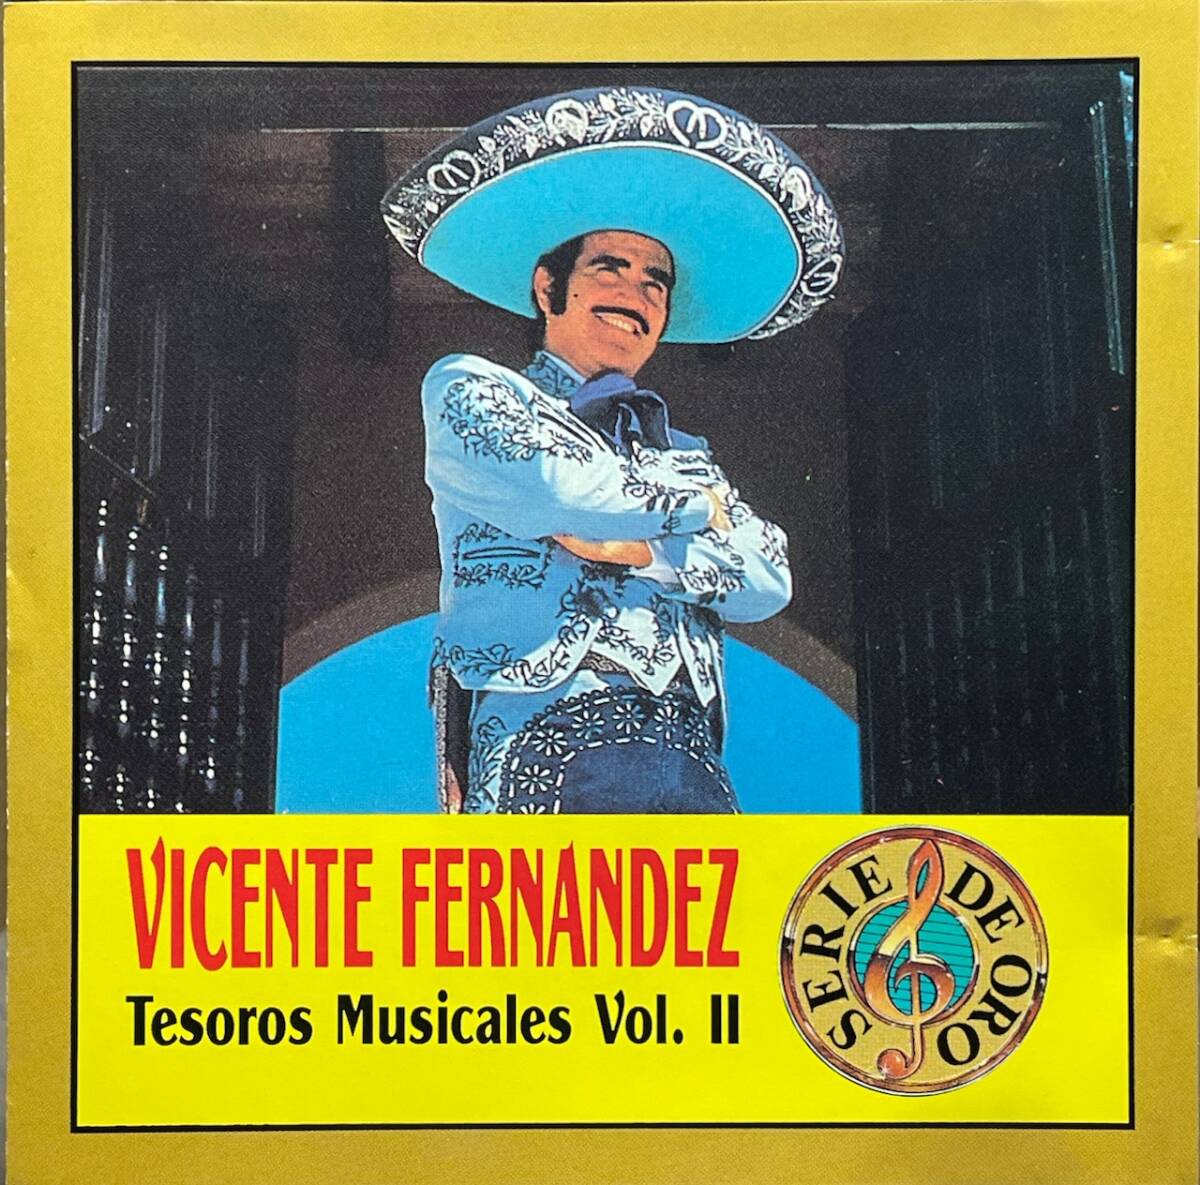 VICENTE FERNANDEZ
Tesoros Musicales Vol. II
SERIE DE ORO